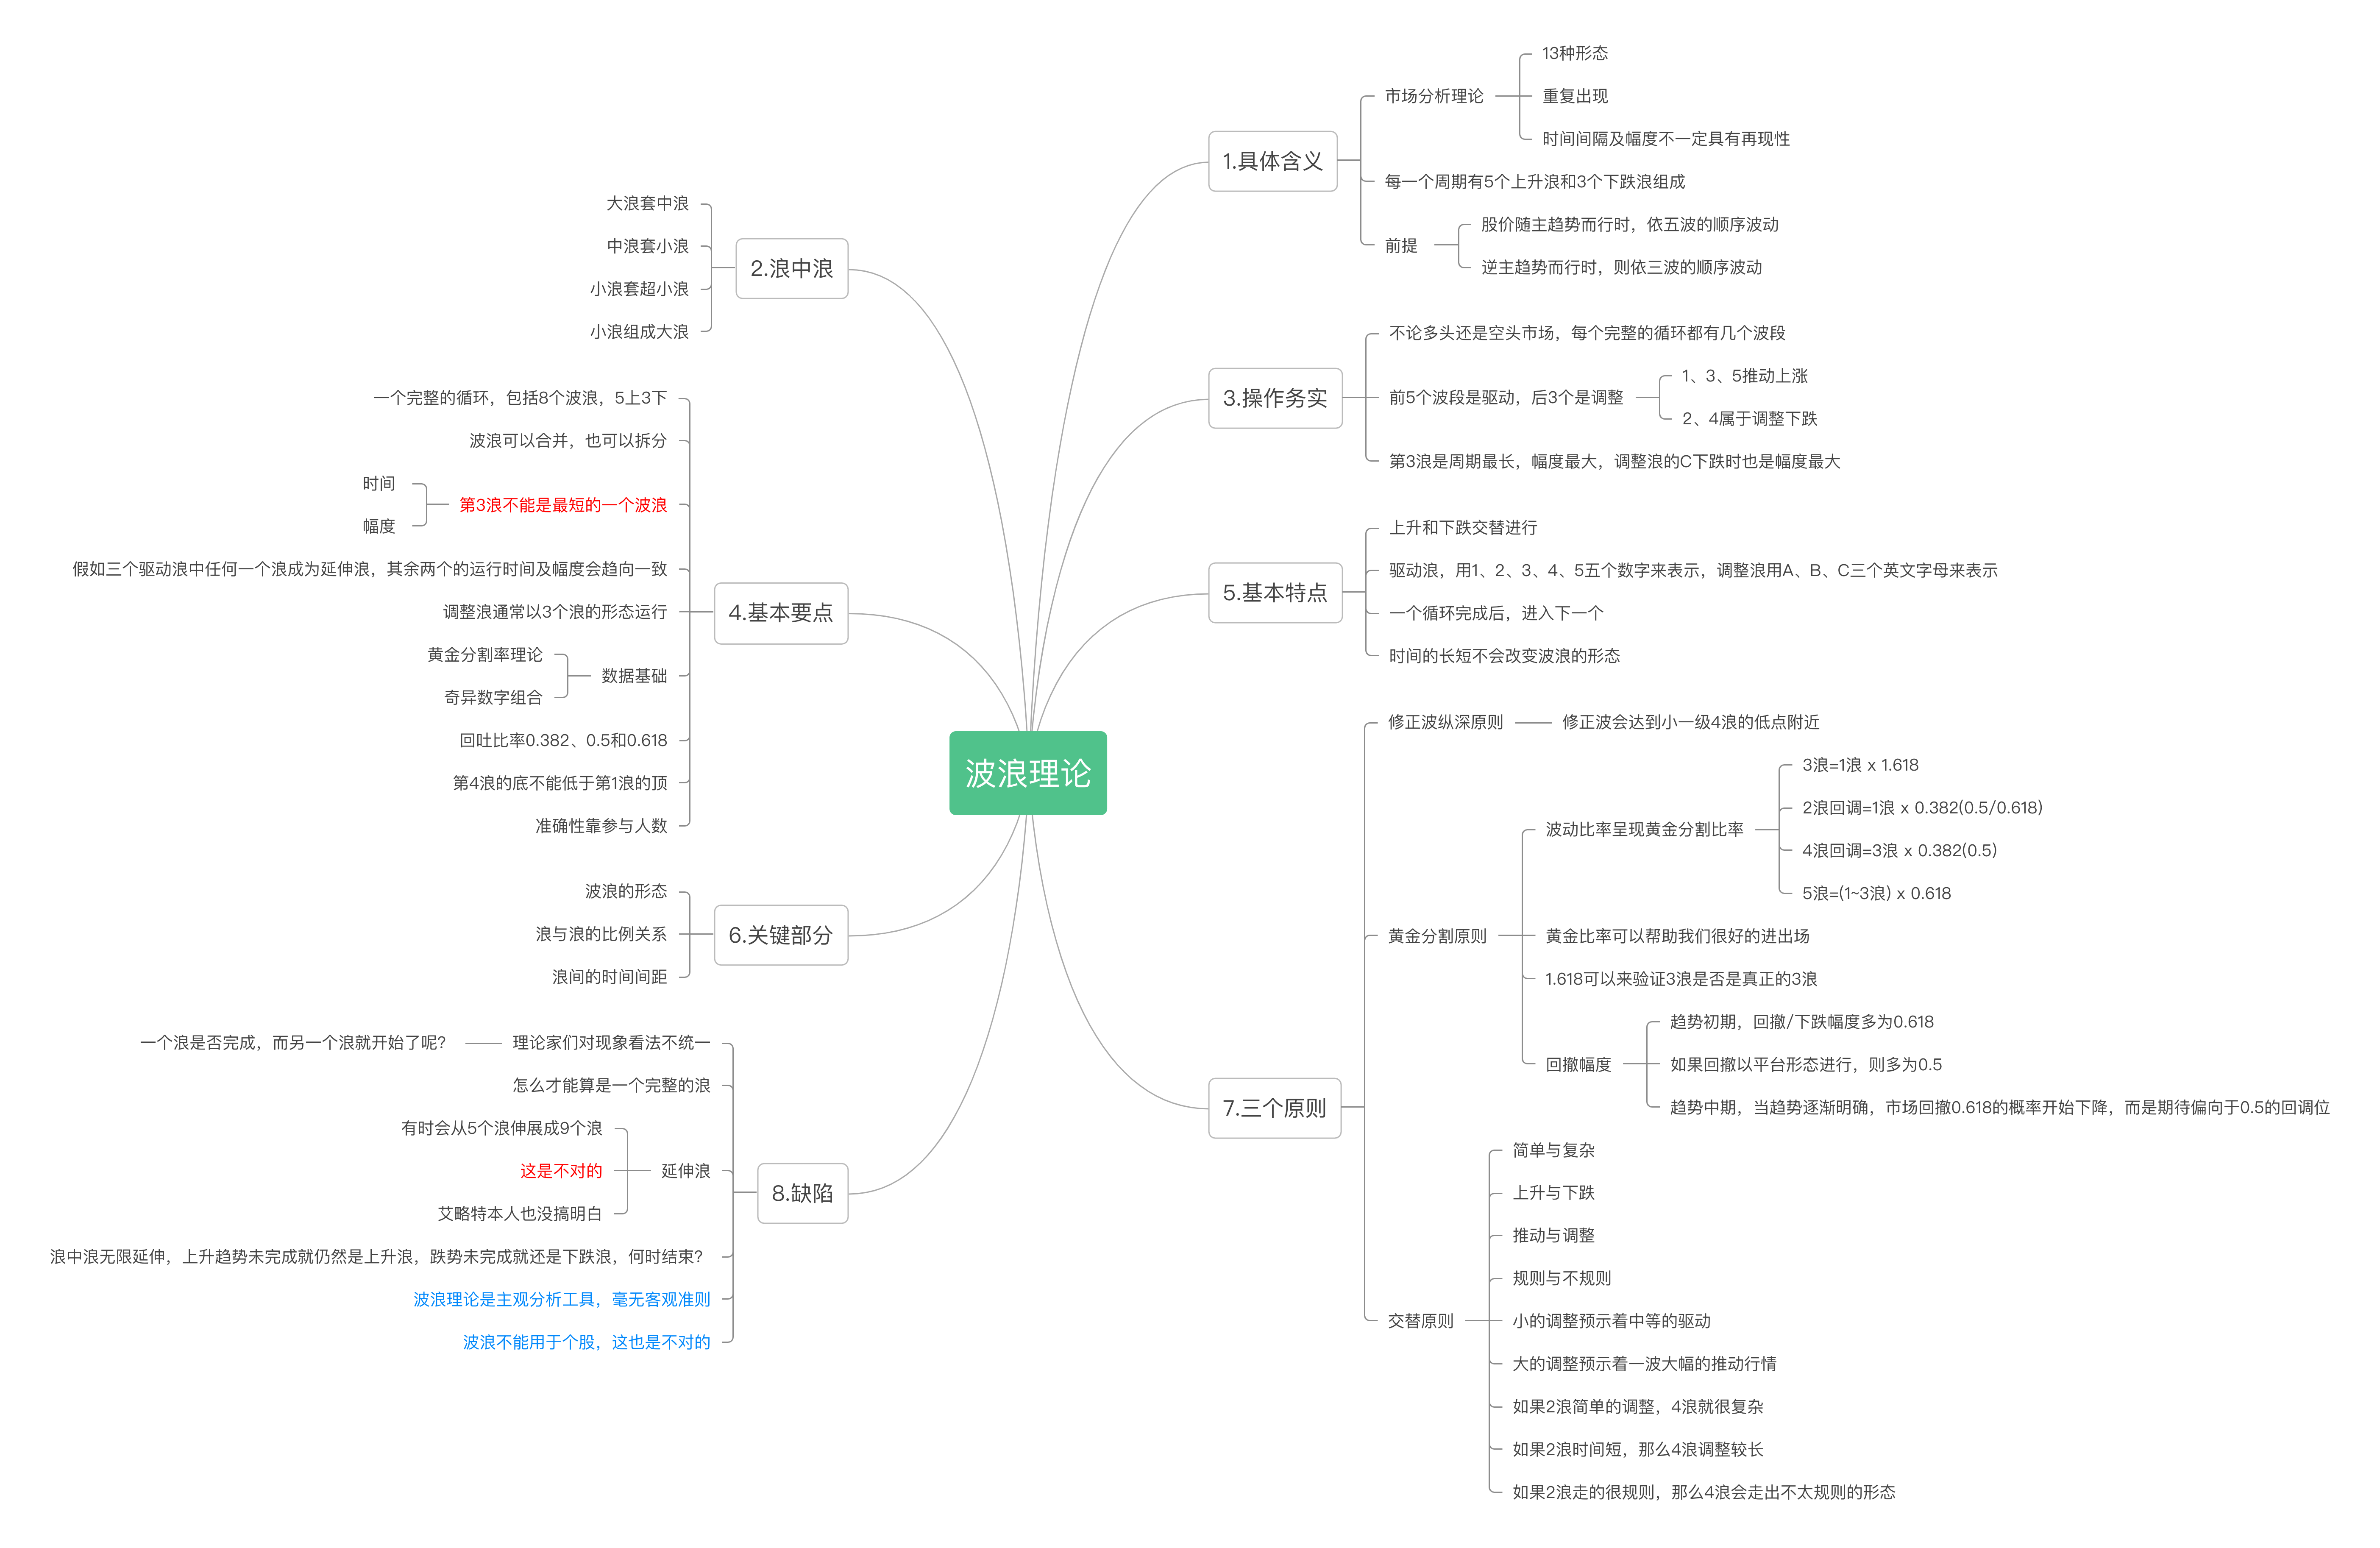 波浪理论
1.具体含义
市场分析理论
13种形态
重复出现
时间间隔及幅度不一定具有再现性
每一个周期有5个上升浪和3个下跌浪组成
前提
股价随主趋势而行时，依五波的顺序波动
逆主趋势而行时，则依三波的顺序波动
2.浪中浪
大浪套中浪
中浪套小浪
小浪套超小浪
小浪组成大浪
3.操作务实
不论多头还是空头市场，每个完整的循环都有几个波段
前5个波段是驱动，后3个是调整
1、3、5推动上涨
2、4属于调整下跌
第3浪是周期最长，幅度最大，调整浪的C下跌时也是幅度最大
4.基本要点
一个完整的循环，包括8个波浪，5上3下
波浪可以合并，也可以拆分
第3浪不能是最短的一个波浪
时间
幅度
假如三个驱动浪中任何一个浪成为延伸浪，其余两个的运行时间及幅度会趋向一致
调整浪通常以3个浪的形态运行
数据基础
黄金分割率理论
奇异数字组合
回吐比率0.382、0.5和0.618
第4浪的底不能低于第1浪的顶
准确性靠参与人数
5.基本特点
上升和下跌交替进行
驱动浪，用1、2、3、4、5五个数字来表示，调整浪用A、B、C三个英文字母来表示
一个循环完成后，进入下一个
时间的长短不会改变波浪的形态
6.关键部分
波浪的形态
浪与浪的比例关系
浪间的时间间距
7.三个原则
修正波纵深原则
修正波会达到小一级4浪的低点附近
黄金分割原则
波动比率呈现黄金分割比率
3浪=1浪 x 1.618
2浪回调=1浪 x 0.382(0.5/0.618)
4浪回调=3浪 x 0.382(0.5)
5浪=(1~3浪) x 0.618
黄金比率可以帮助我们很好的进出场
1.618可以来验证3浪是否是真正的3浪
回撤幅度
趋势初期，回撤/下跌幅度多为0.618
如果回撤以平台形态进行，则多为0.5
趋势中期，当趋势逐渐明确，市场回撤0.618的概率开始下降，而是期待偏向于0.5的回调位
交替原则
简单与复杂
上升与下跌
推动与调整
规则与不规则
小的调整预示着中等的驱动
大的调整预示着一波大幅的推动行情
如果2浪简单的调整，4浪就很复杂
如果2浪时间短，那么4浪调整较长
如果2浪走的很规则，那么4浪会走出不太规则的形态
8.缺陷
理论家们对现象看法不统一
一个浪是否完成，而另一个浪就开始了呢？
怎么才能算是一个完整的浪
延伸浪
有时会从5个浪伸展成9个浪
这是不对的
艾略特本人也没搞明白
浪中浪无限延伸，上升趋势未完成就仍然是上升浪，跌势未完成就还是下跌浪，何时结束？
波浪理论是主观分析工具，毫无客观准则
波浪不能用于个股，这也是不对的